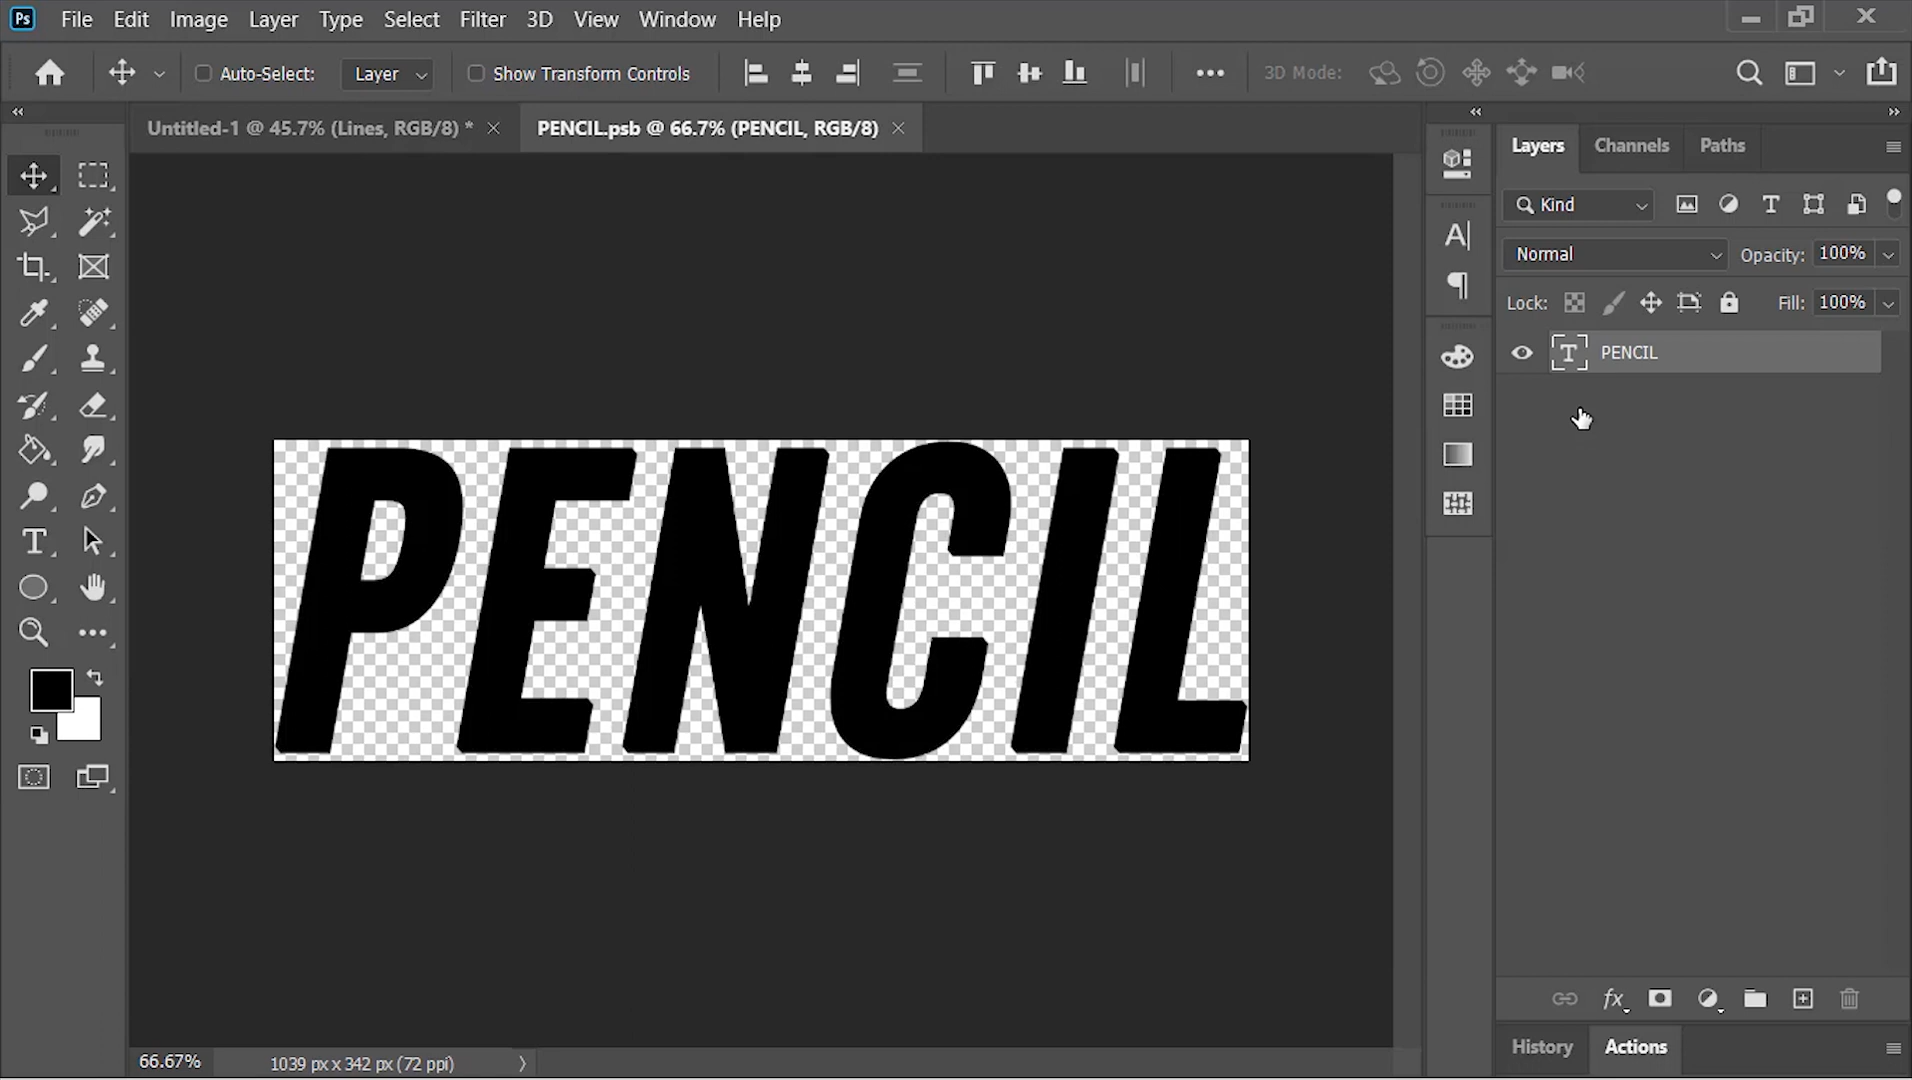 Ps File Edit Image Layer Type Select Filter 3D View Window Help
Auto-Select: Layer Show Transform Controls 3D Mode:
Untitled-1 @ 45.7% (Lines, RGB/8) * PENCIL.psb @ 66.7% (PENCIL, RGB/8)
Layers Channels Paths
Kind
Normal Opacity: 100%
Lock: Fill: 100%
PENCIL
PENCIL
fx
66.67% 1039 px x 342 px (72 ppi)
History Actions